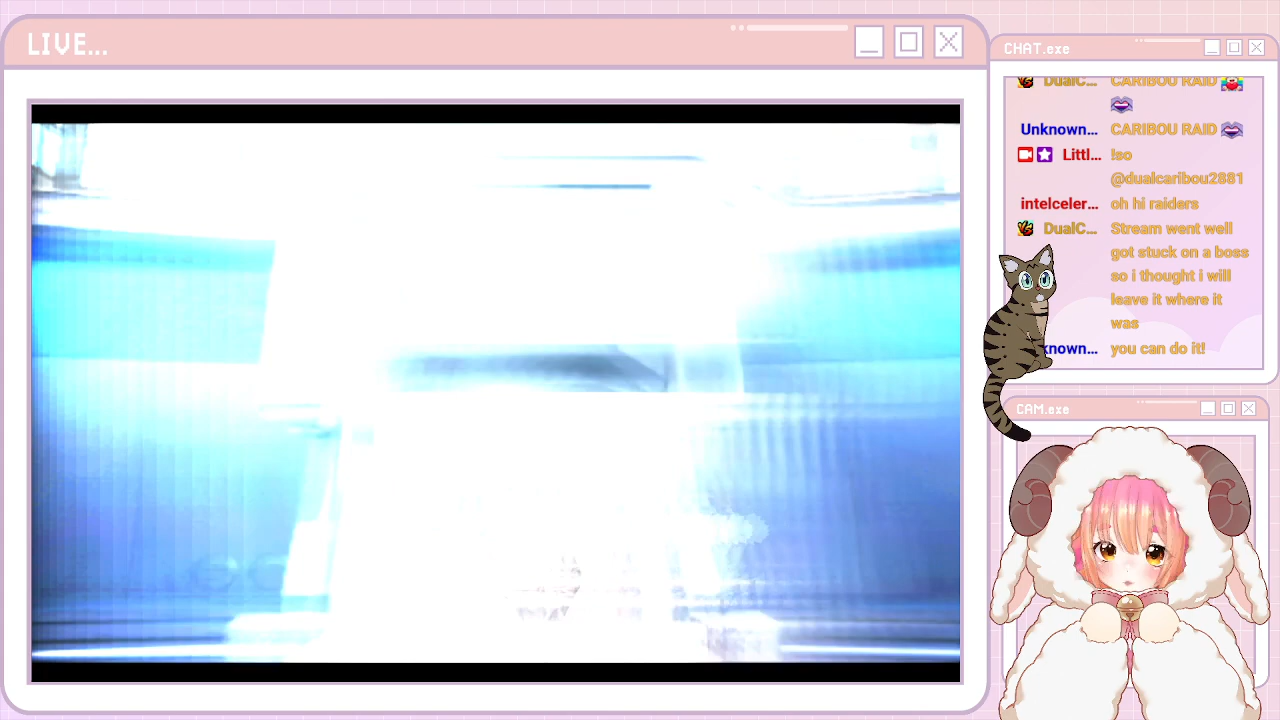 LIVE...
CHAT.exe
DualC... CARIBOU RAID
Unknown... CARIBOU RAID
Littl... !so
@dualcaribou2881
intelceler... oh hi raiders
DualC... Stream went well
got stuck on a boss
so i thought i will
leave it where it
was
known... you can do it!
CAM.exe